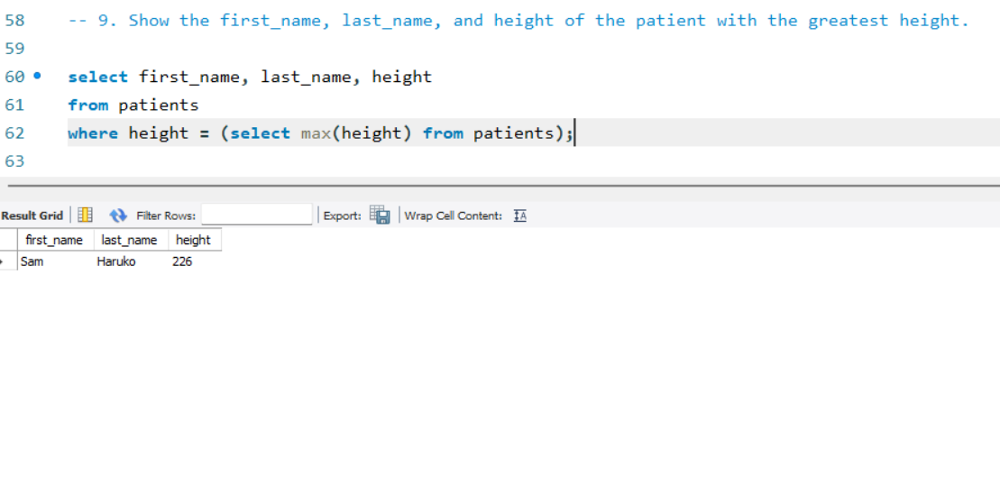 58 -- 9. Show the first_name, last_name, and height of the patient with the greatest height.
59
60 select first_name, last_name, height
61 from patients
62 where height = (select max(height) from patients);
63
Result Grid Filter Rows: Export: Wrap Cell Content: IA
first_name last_name height
Sam Haruko 226